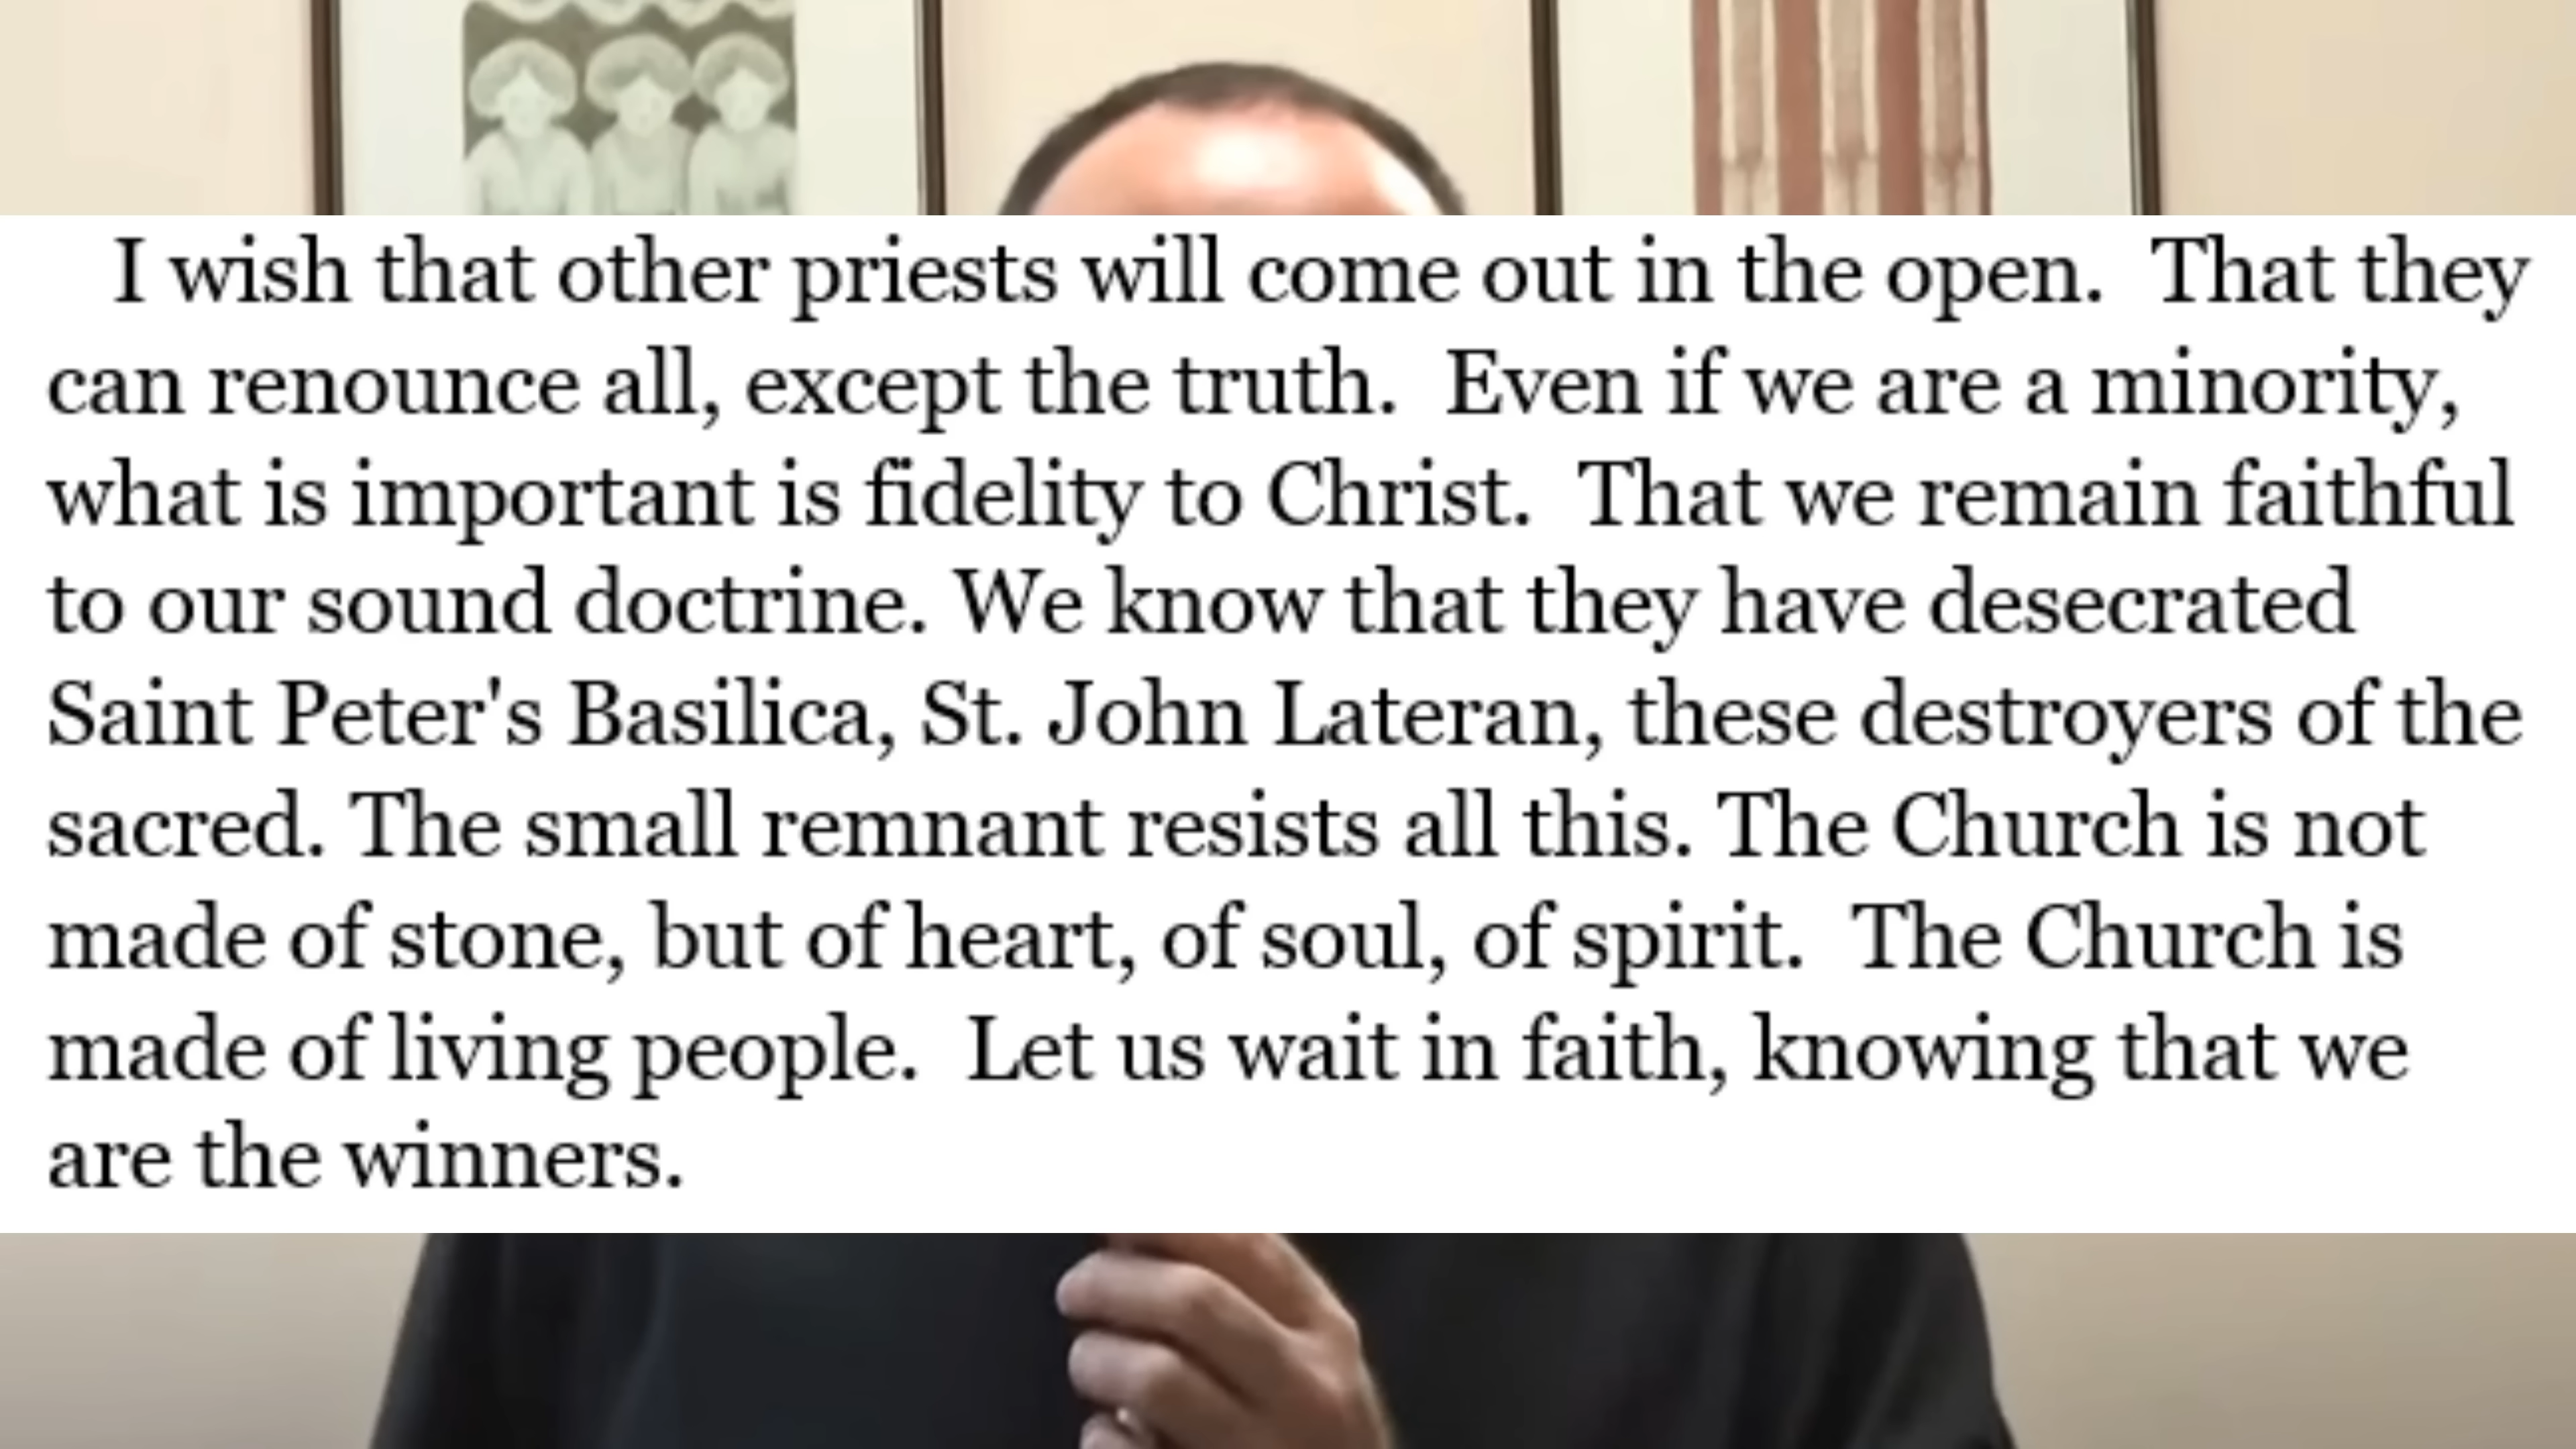 I wish that other priests will come out in the open.  That they
can renounce all, except the truth.  Even if we are a minority,
what is important is fidelity to Christ.  That we remain faithful
to our sound doctrine. We know that they have desecrated
Saint Peter's Basilica, St. John Lateran, these destroyers of the
sacred. The small remnant resists all this. The Church is not
made of stone, but of heart, of soul, of spirit.  The Church is
made of living people.  Let us wait in faith, knowing that we
are the winners.